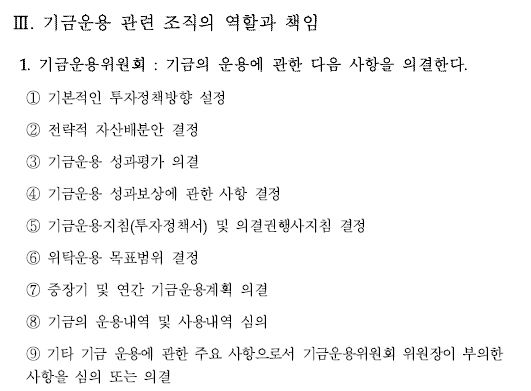 Ⅲ. 기금운용 관련 조직의 역할과 책임
1. 기금운용위원회 : 기금의 운용에 관한 다음 사항을 의결한다.
① 기본적인 투자정책방향 설정
② 전략적 자산배분안 결정
③ 기금운용 성과평가 의결
④ 기금운용 성과보상에 관한 사항 결정
⑤ 기금운용지침(투자정책서) 및 의결권행사지침 결정
⑥ 위탁운용 목표범위 결정
⑦ 중장기 및 연간 기금운용계획 의결
⑧ 기금의 운용내역 및 사용내역 심의
⑨ 기타 기금 운용에 관한 주요 사항으로서 기금운용위원회 위원장이 부의한
사항을 심의 또는 의결